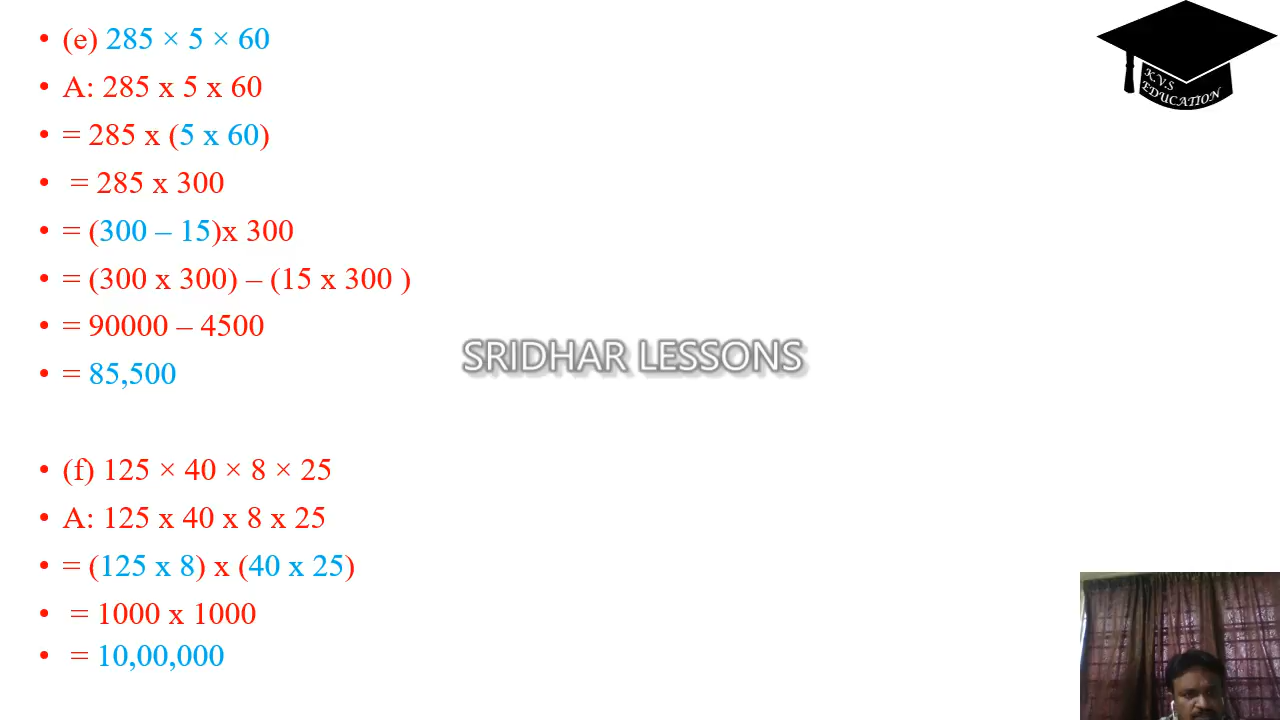 • (e) 285 × 5 × 60
• A: 285 x 5 x 60
• = 285 x (5 x 60)
• = 285 x 300
• = (300 – 15)x 300
• = (300 x 300) – (15 x 300 )
• = 90000 – 4500
• = 85,500
• (f) 125 × 40 × 8 × 25
• A: 125 x 40 x 8 x 25
• = (125 x 8) x (40 x 25)
• = 1000 x 1000
• = 10,00,000
SRIDHAR LESSONS
K.V.S
EDUCATION